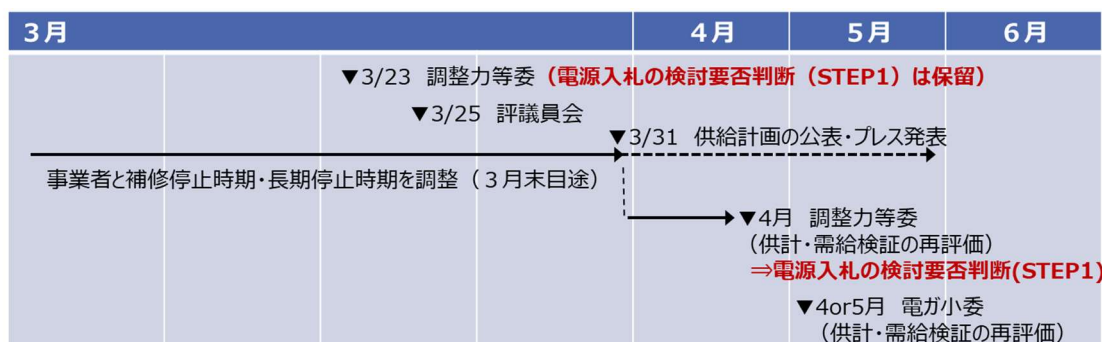 3月 4月 5月 6月
▼3/23 調整力等委（電源入札の検討要否判断（STEP1）は保留）
▼3/25 評議員会
▼3/31 供給計画の公表・プレス発表
事業者と補修停止時期・長期停止時期を調整（３月末目途）
▼4月 調整力等委
（供計・需給検証の再評価）
⇒電源入札の検討要否判断(STEP1)
▼4or5月 電ガ小委
（供計・需給検証の再評価）